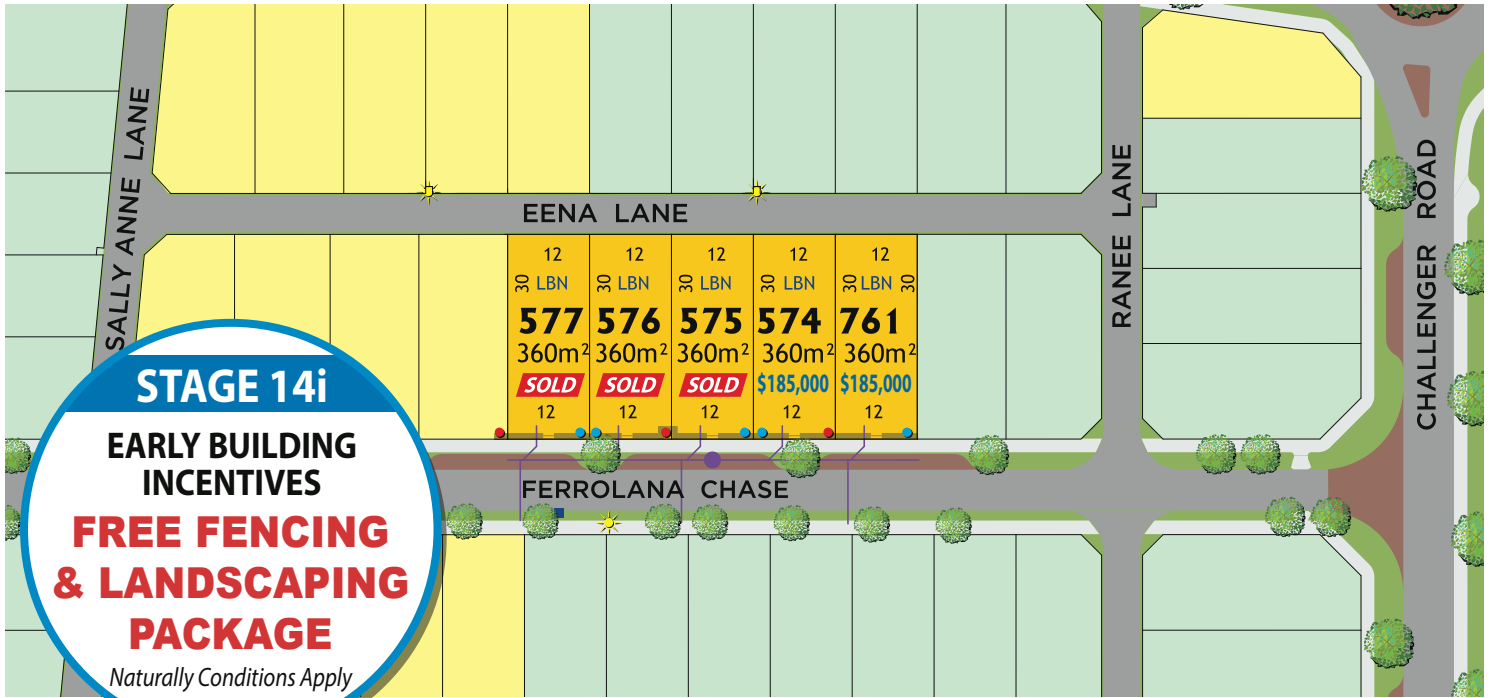 SALLY ANNE LANE
EENA LANE
RANEE LANE
CHALLENGER ROAD
12 12 12 12 12
30 LBN 30 LBN 30 LBN 30 LBN 30 LBN 30
577 576 575 574 761
360m² 360m² 360m² 360m² 360m²
SOLD SOLD SOLD $185,000 $185,000
12 12 12 12 12
FERROLANA CHASE
STAGE 14i
EARLY BUILDING
INCENTIVES
FREE FENCING
& LANDSCAPING
PACKAGE
Naturally Conditions Apply